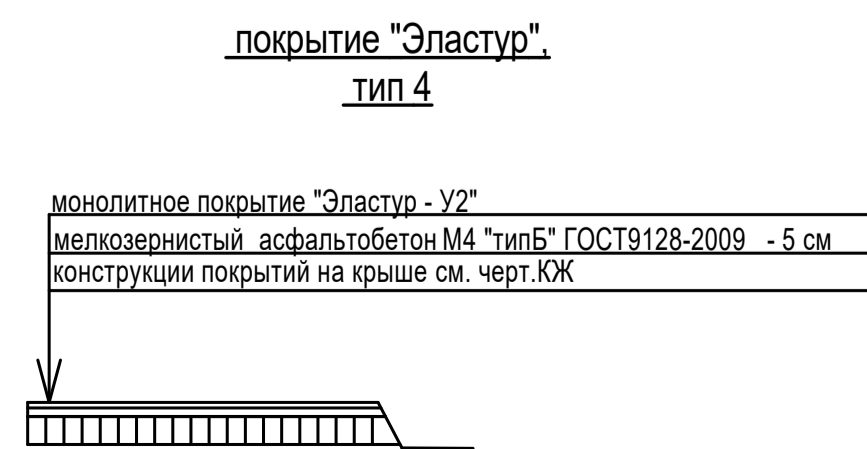 покрытие "Эластур",
тип 4
монолитное покрытие "Эластур - У2"
мелкозернистый асфальтобетон М4 "типБ" ГОСТ9128-2009 - 5 см
конструкции покрытий на крыше см. черт.КЖ